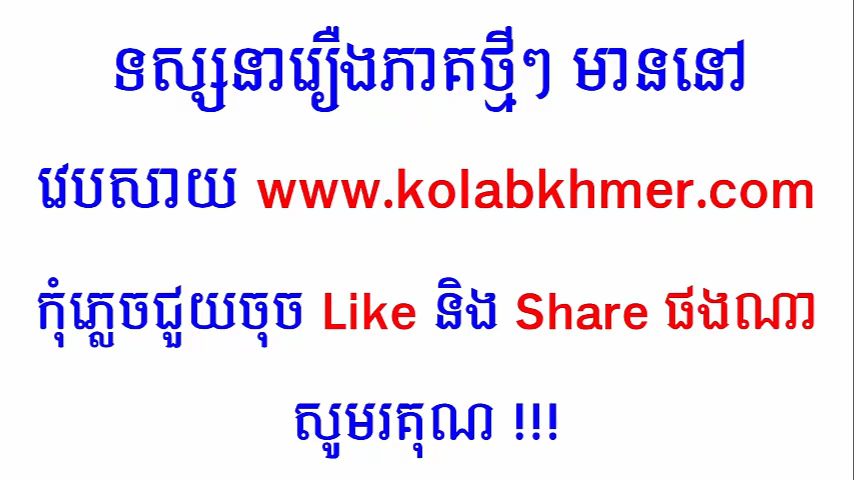 ទស្សនារឿងភាគថ្មីៗ មាននៅ
វេបសាយ www.kolabkhmer.com
កុំភ្លេចជួយចុច Like និង Share ផងណា
សូមរគុណ !!!